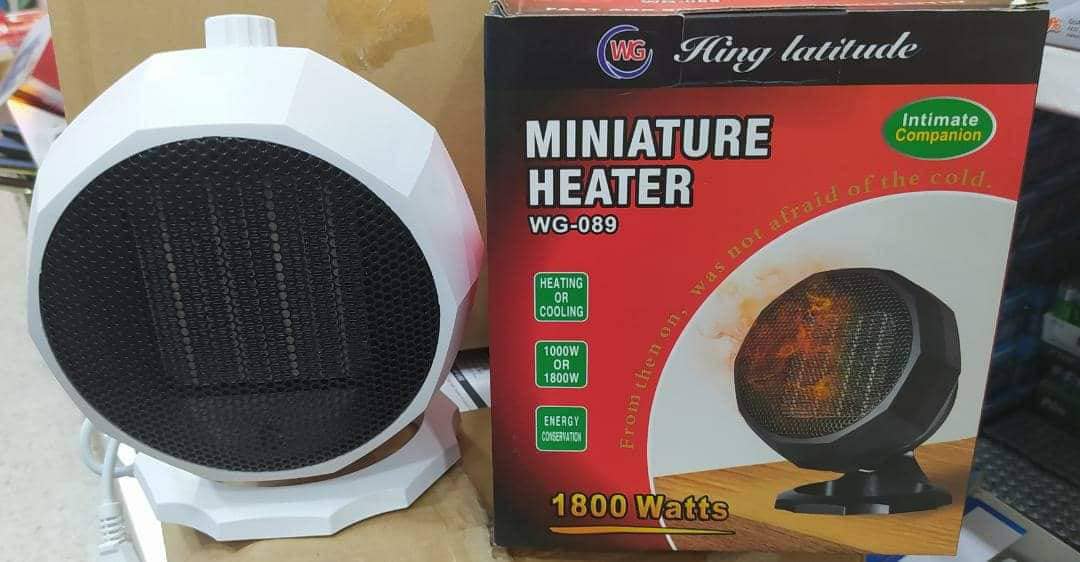 WG Hing latitude
Intimate
Companion
MINIATURE
HEATER
WG-089
From then on, was not afraid of the cold.
HEATING
OR
COOLING
1000W
OR
1800W
ENERGY
CONSERVATION
1800 Watts